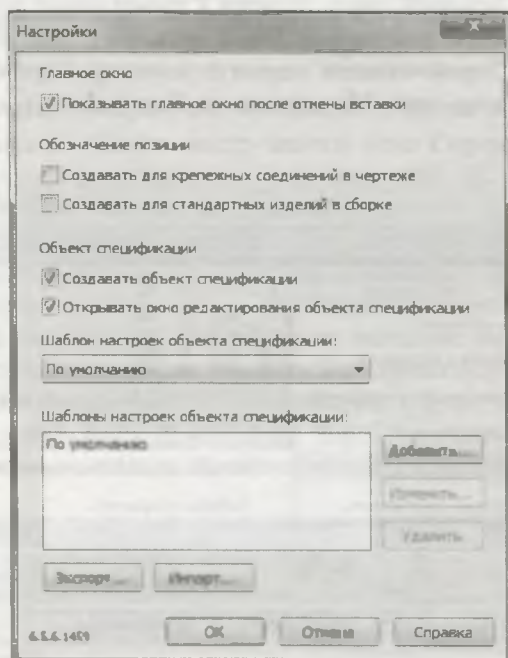 Настройки
Главное окно
Показывать главное окно после отмены вставки
Обозначение позиции
Создавать для крепежных соединений в чертеже
Создавать для стандартных изделий в сборке
Объект спецификации
Создавать объект спецификации
Открывать окно редактирования объекта спецификации
Шаблон настроек объекта спецификации:
По умолчанию
Шаблоны настроек объекта спецификации:
По умолчанию
Добавить...
Изменить...
Удалить
Экспорт... Импорт...
OK Отмена Справка